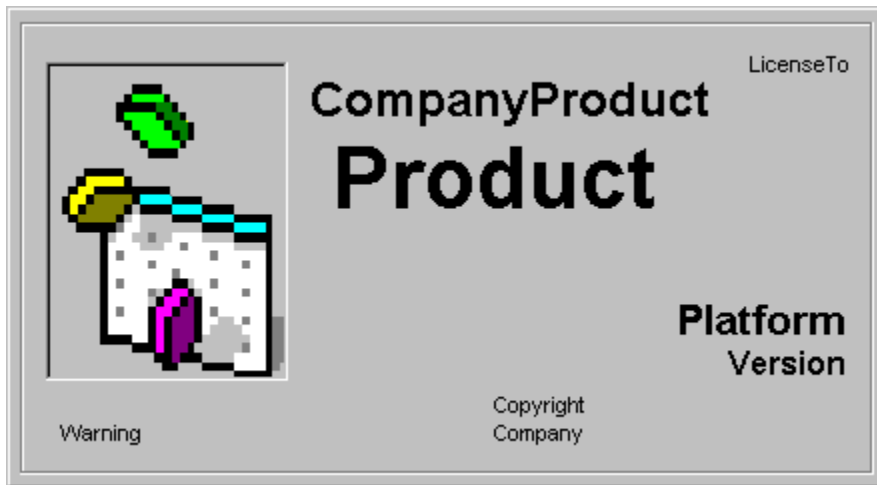 LicenseTo
CompanyProduct
Product
Platform
Version
Copyright
Warning
Company